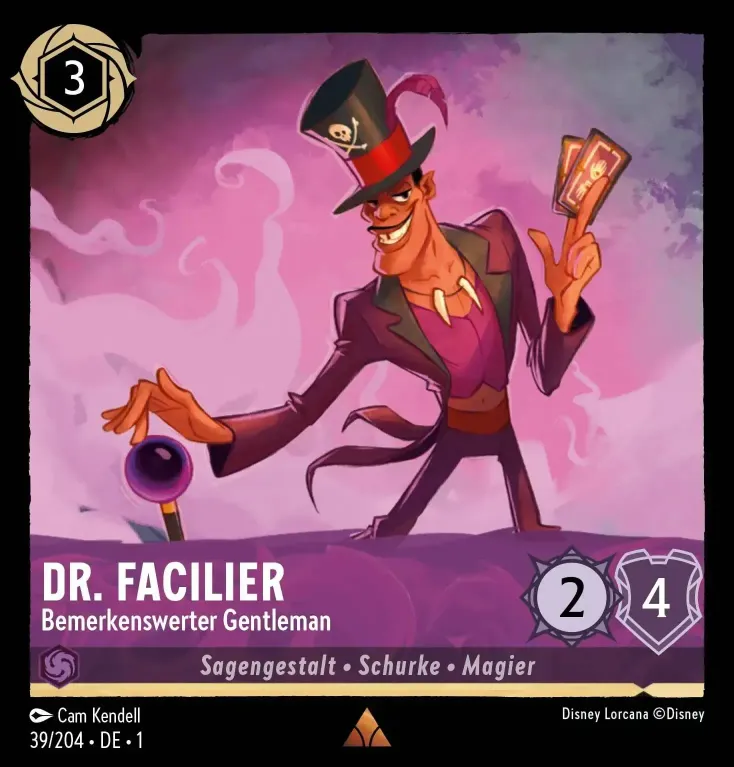 3
DR. FACILIER
Bemerkenswerter Gentleman
2
4
Sagengestalt • Schurke • Magier
Cam Kendell
39/204 • DE • 1
Disney Lorcana ©Disney